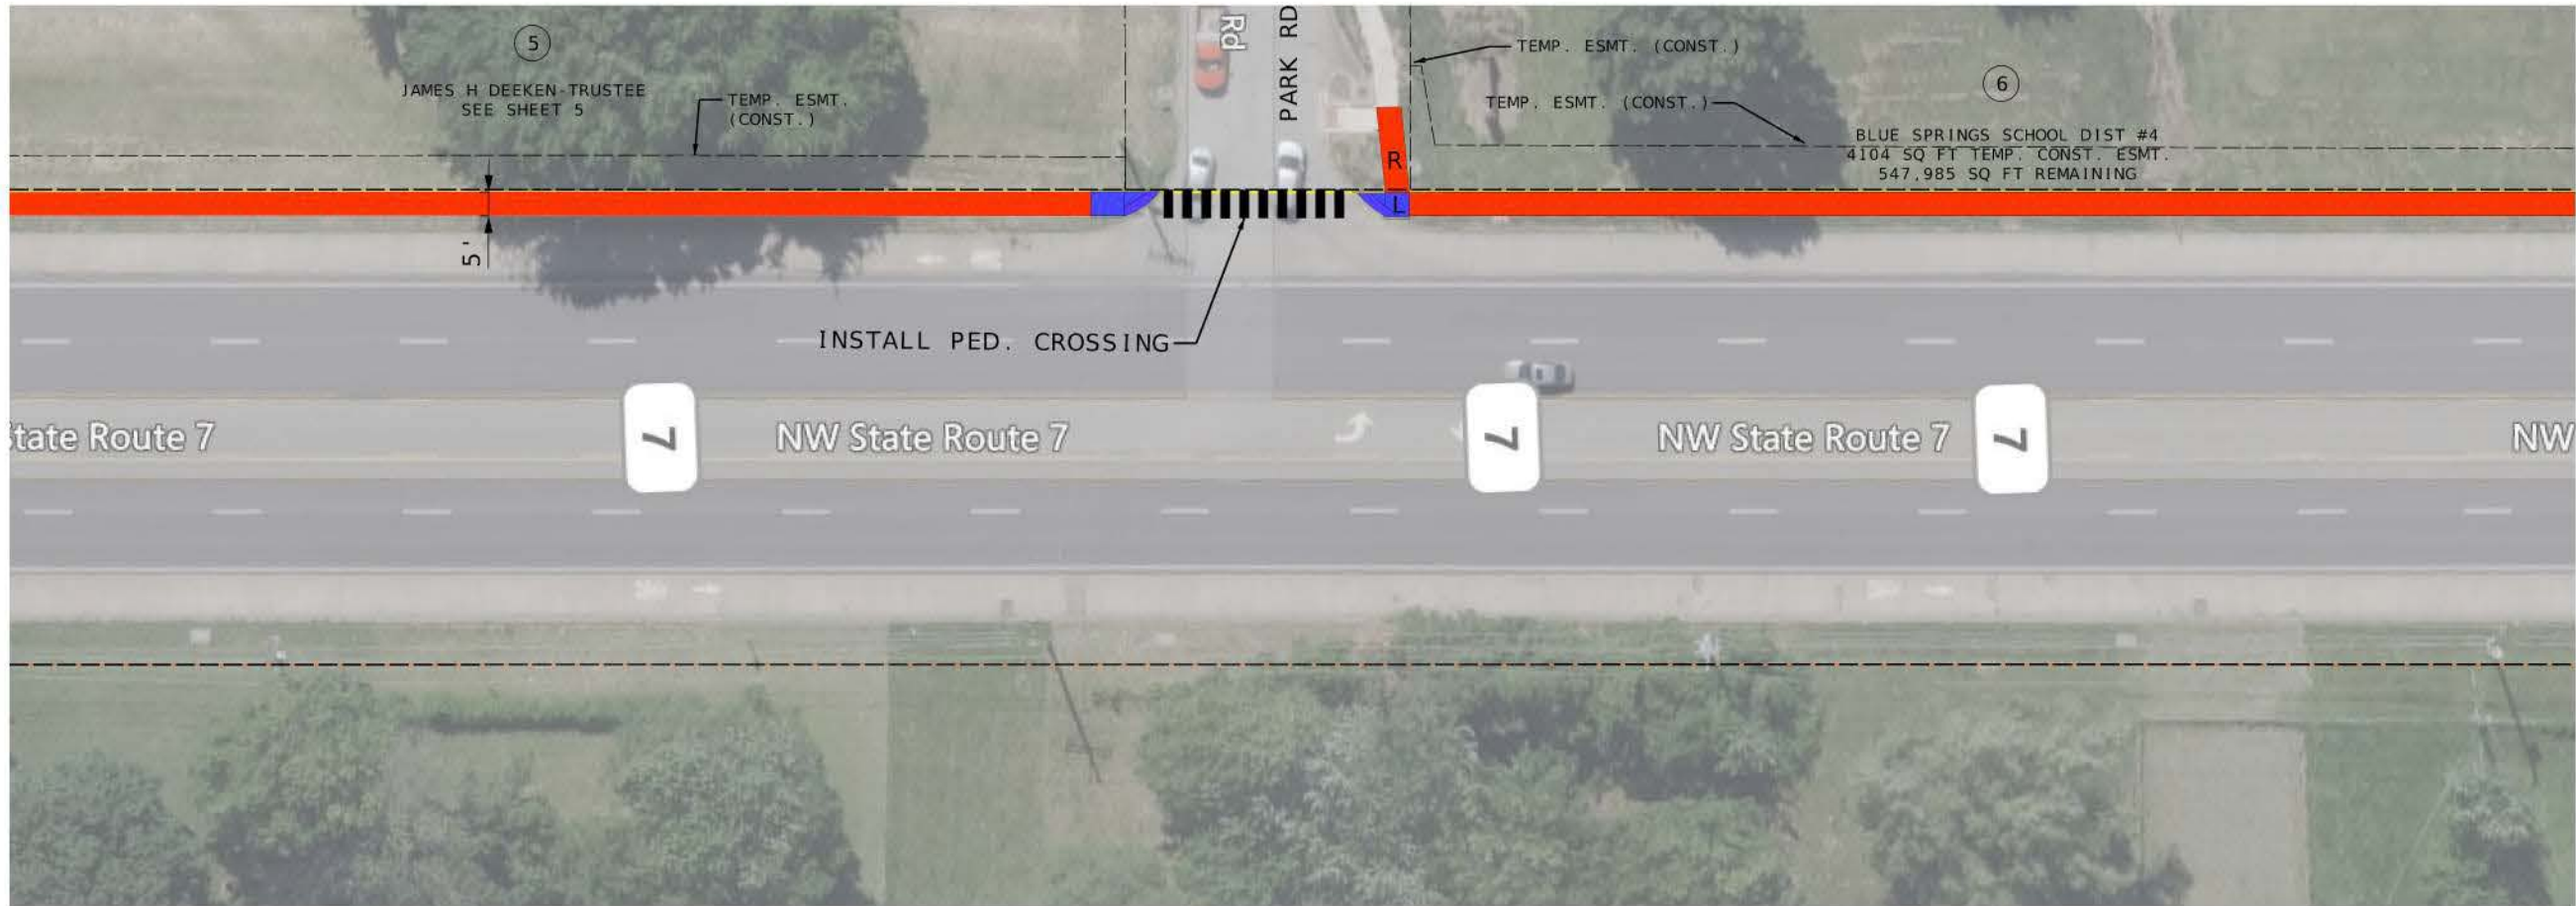 5
JAMES H DEEKEN-TRUSTEE
SEE SHEET 5
TEMP. ESMT.
(CONST.)
Rd
PARK RD
TEMP. ESMT. (CONST.)
TEMP. ESMT. (CONST.)
6
BLUE SPRINGS SCHOOL DIST #4
4104 SQ FT TEMP. CONST. ESMT.
547,985 SQ FT REMAINING
R
L
5'
INSTALL PED. CROSSING
State Route 7
7
NW State Route 7
7
NW State Route 7
7
NW